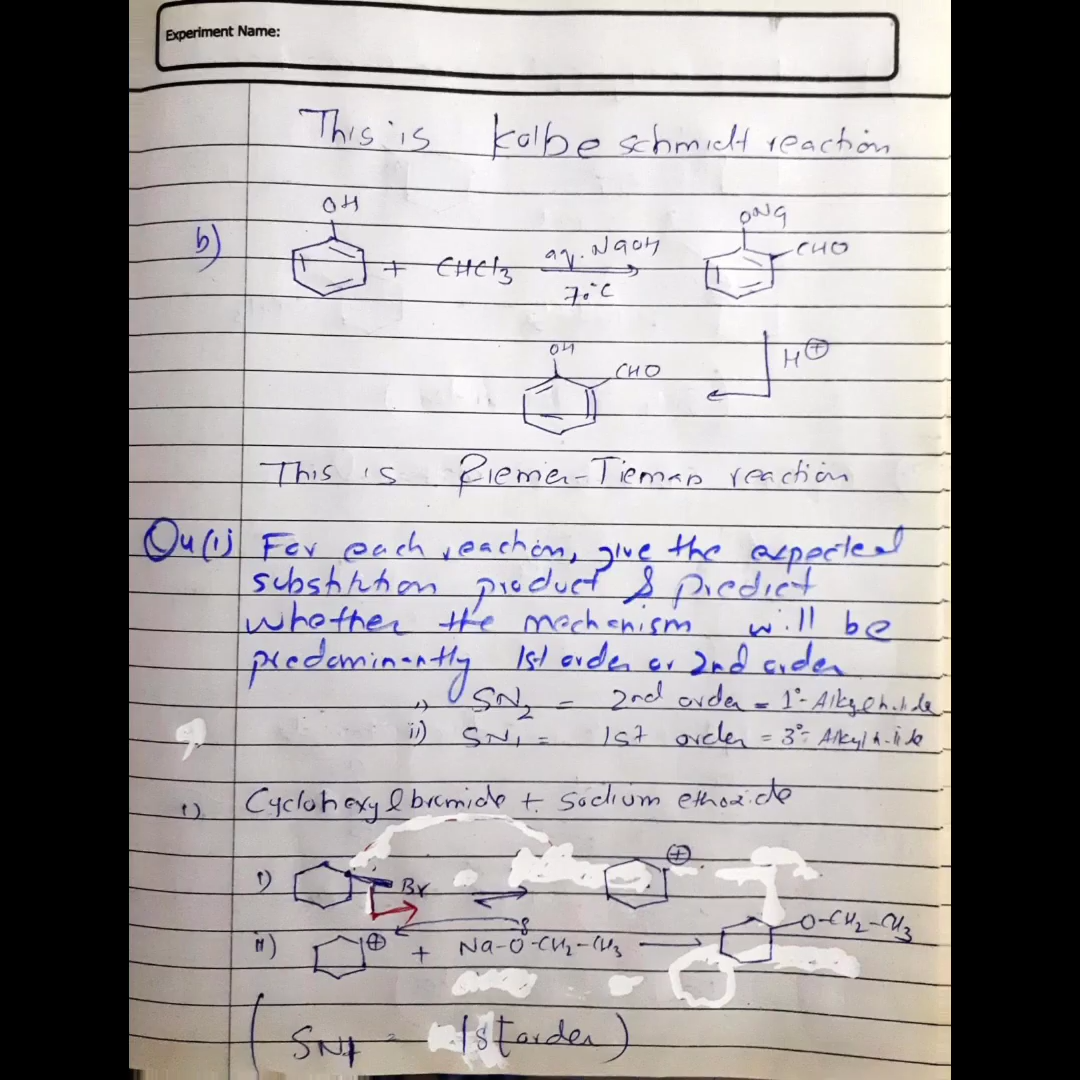 Experiment Name:
This is kolbe schmidt reaction
b) OH + CHCl3 aq. NaOH 70°C ONa CHO
H⊕
OH CHO
This is Riemer-Tieman reaction
Qu(1) For each reaction, give the expected
substitution product & predict
whether the mechanism will be
predominantly 1st order or 2nd order
i) SN2 = 2nd order = 1°- Alkyl halide
ii) SN1 = 1st order = 3°- Alkyl halide
1) Cyclohexyl bromide + sodium ethoxide
i) Br ⇌ ⊕
ii) ⊕ + Na-O-CH2-CH3 → O-CH2-CH3
( SN1 = 1st order )